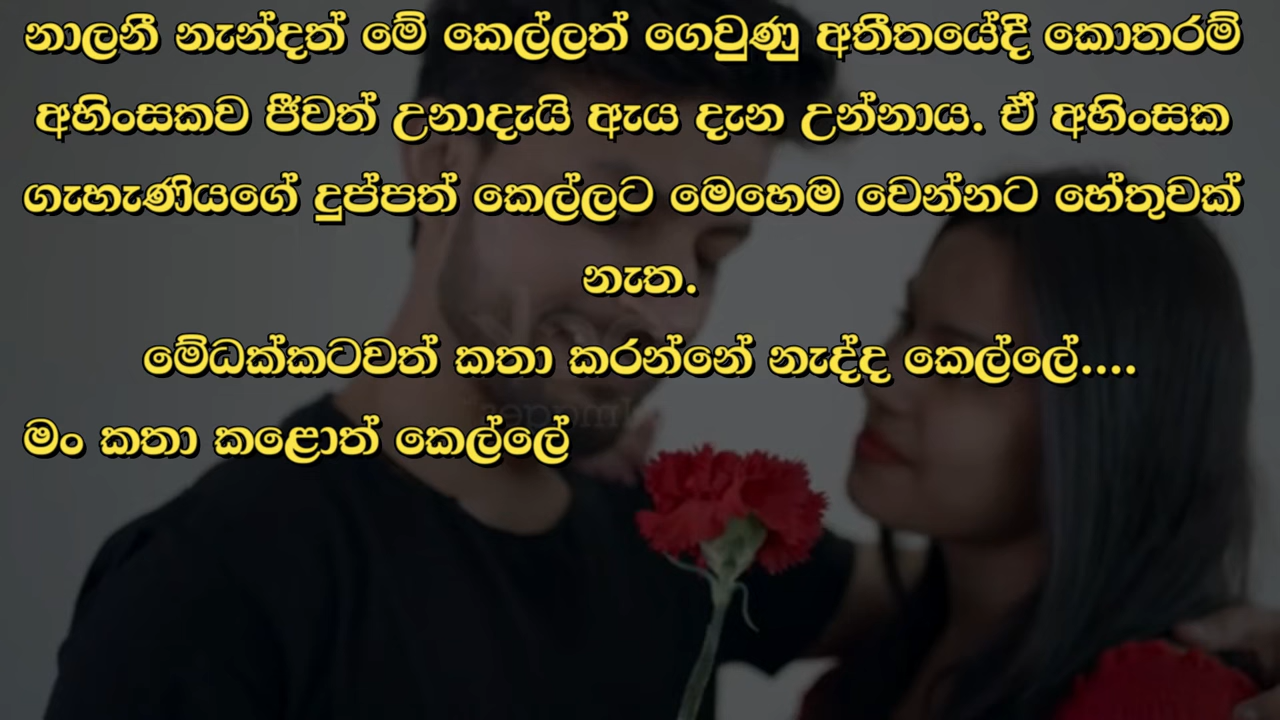 නාලනී නැන්දත් මේ කෙල්ලත් ගෙවුණු අතීතයේදී කොතරම්
අහිංසකව ජීවත් උනාදැයි ඇය දැන උන්නාය. ඒ අහිංසක
ගැහැණියගේ දුප්පත් කෙල්ලට මෙහෙම වෙන්නට හේතුවක්
නැත.
මේධක්කටවත් කතා කරන්නේ නැද්ද කෙල්ලේ....
මං කතා කළොත් කෙල්ලේ